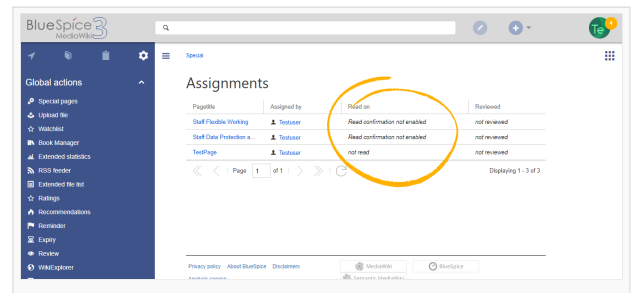 BlueSpice 3
MediaWiki
Te
Special
Global actions
Special pages
Upload file
Watchlist
Book Manager
Extended statistics
RSS feeder
Extended file list
Ratings
Recommendations
Reminder
Expiry
Review
WikiExplorer
Assignments
Pagetitle Assigned by Read on Reviewed
Staff Flexible Working Testuser Read confirmation not enabled not reviewed
Staff Data Protection a... Testuser Read confirmation not enabled not reviewed
TestPage Testuser not read not reviewed
Page 1 of 1 Displaying 1 - 3 of 3
Privacy policy About BlueSpice Disclaimers MediaWiki BlueSpice
Semantic MediaWiki